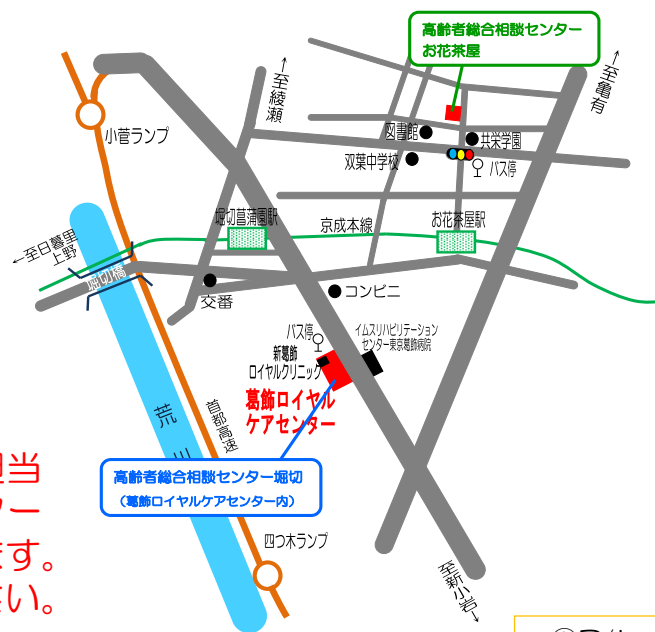 高齢者総合相談センター
お花茶屋
←至綾瀬
←至亀有
小菅ランプ
図書館
共栄学園
双葉中学校
バス停
堀切菖蒲園駅
京成本線
お花茶屋駅
←至日暮里
上野
堀切橋
交番
コンビニ
バス停
イムスリハビリテーション
センター東京葛飾病院
新葛飾
ロイヤルクリニック
葛飾ロイヤル
ケアセンター
首都高速
荒
川
高齢者総合相談センター堀切
（葛飾ロイヤルケアセンター内）
当
ー
ます。
さい。
四つ木ランプ
至新小岩→